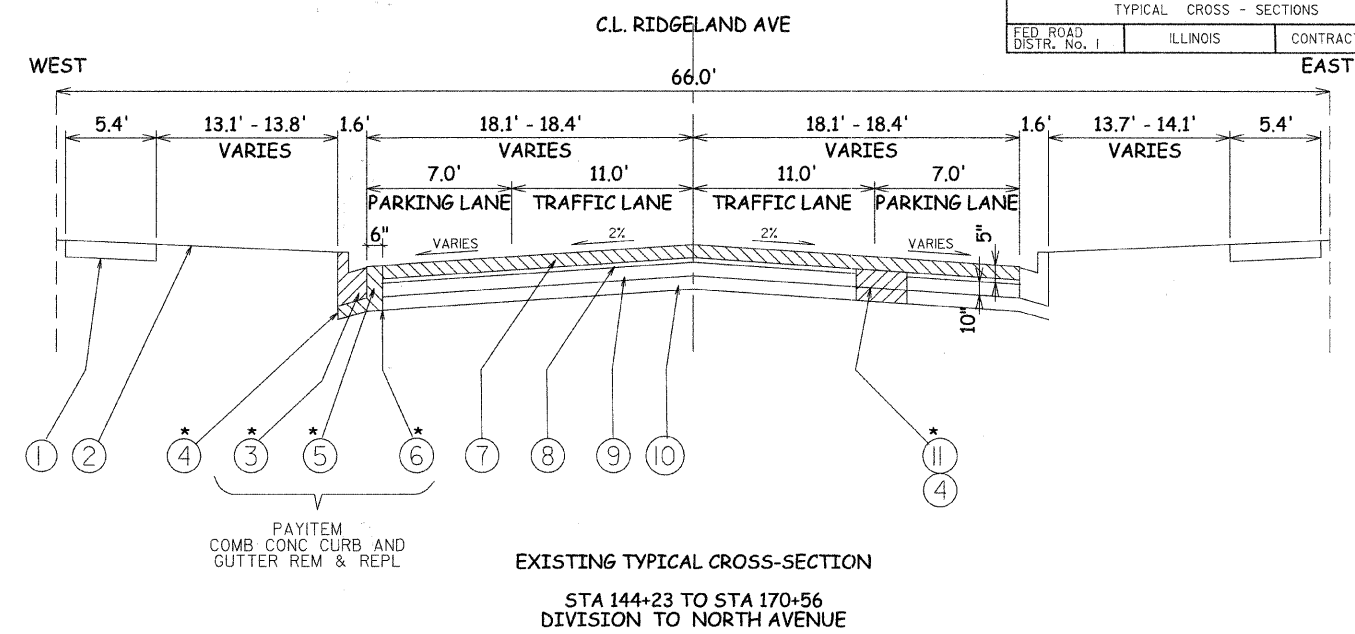 TYPICAL CROSS - SECTIONS
FED. ROAD DISTR. No. 1
ILLINOIS
CONTRACT
C.L. RIDGELAND AVE
WEST
EAST
66.0'
5.4'
13.1' - 13.8'
1.6'
18.1' - 18.4'
18.1' - 18.4'
1.6'
13.7' - 14.1'
5.4'
VARIES
VARIES
VARIES
VARIES
7.0'
11.0'
11.0'
7.0'
PARKING LANE
TRAFFIC LANE
TRAFFIC LANE
PARKING LANE
6"
VARIES
2%
2%
VARIES
5"
10"
* * * * *
1
2
4
3
5
6
7
8
9
10
11
4
PAYITEM
COMB CONC CURB AND
GUTTER REM & REPL
EXISTING TYPICAL CROSS-SECTION
STA 144+23 TO STA 170+56
DIVISION TO NORTH AVENUE